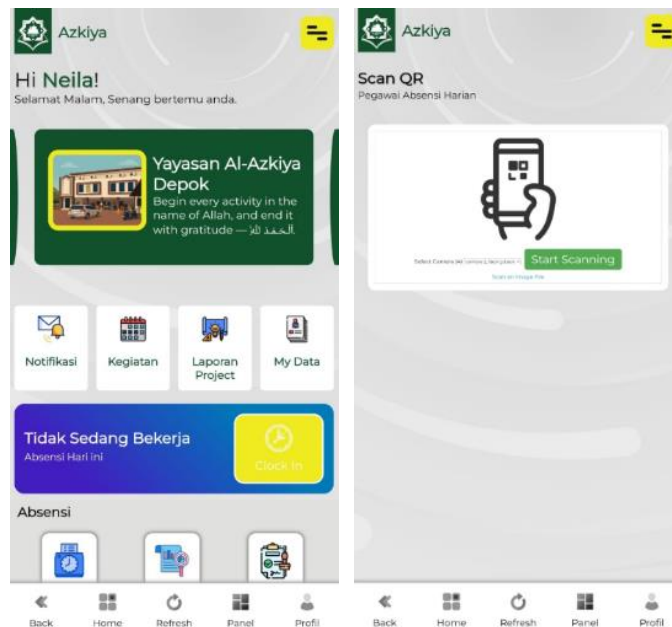 Azkiya
Hi Neila!
Selamat Malam, Senang bertemu anda.
Yayasan Al-Azkiya
Depok
Begin every activity in the
name of Allah, and end it
with gratitude — اَلْحَمْدُ لِلّٰهِ
Notifikasi
Kegiatan
Laporan
Project
My Data
Tidak Sedang Bekerja
Absensi Hari ini
Clock In
Absensi
Back
Home
Refresh
Panel
Profil
Azkiya
Scan QR
Pegawai Absensi Harian
Select Camera
Start Scanning
Scan an Image File
Back
Home
Refresh
Panel
Profil